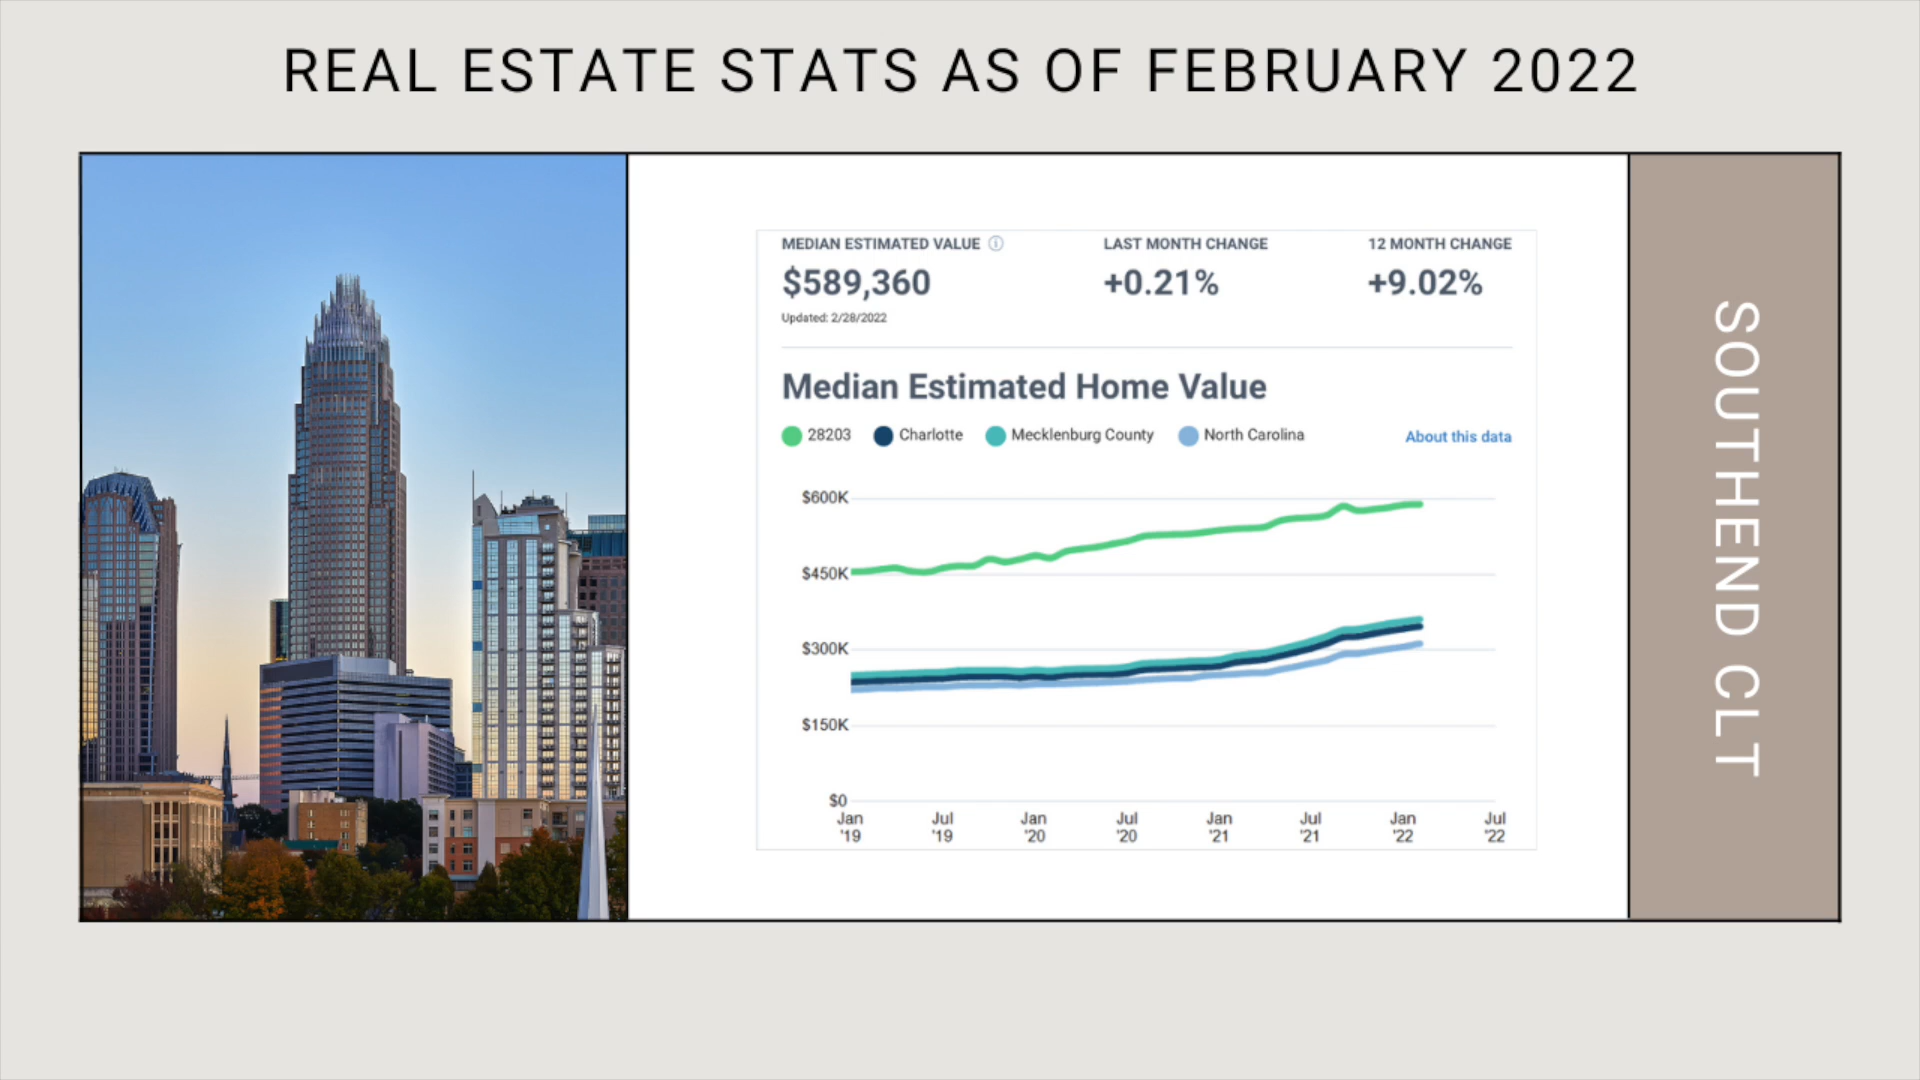 REAL ESTATE STATS AS OF FEBRUARY 2022
MEDIAN ESTIMATED VALUE ⓘ
$589,360
Updated: 2/28/2022
LAST MONTH CHANGE
+0.21%
12 MONTH CHANGE
+9.02%
Median Estimated Home Value
28203 Charlotte Mecklenburg County North Carolina About this data
$600K
$450K
$300K
$150K
$0
Jan '19
Jul '19
Jan '20
Jul '20
Jan '21
Jul '21
Jan '22
Jul '22
SOUTHEND CLT